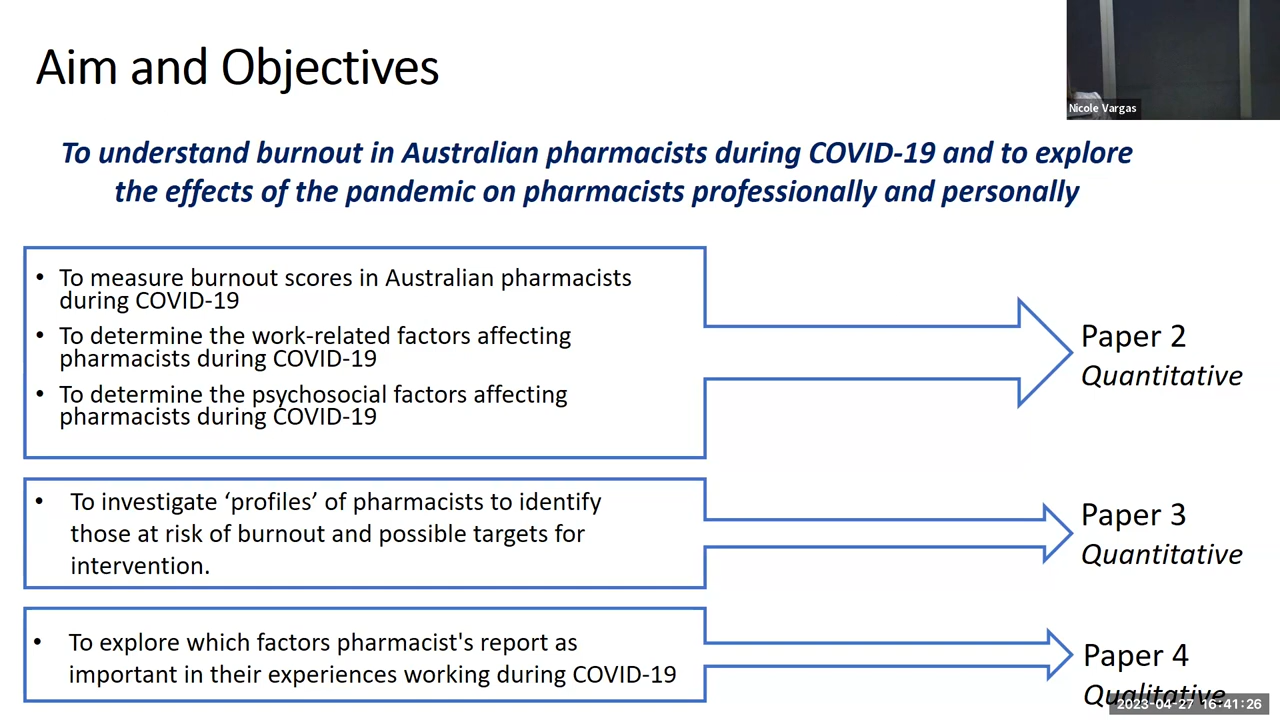 Aim and Objectives
Nicole Vargas
To understand burnout in Australian pharmacists during COVID-19 and to explore
the effects of the pandemic on pharmacists professionally and personally
• To measure burnout scores in Australian pharmacists
during COVID-19
• To determine the work-related factors affecting
pharmacists during COVID-19
• To determine the psychosocial factors affecting
pharmacists during COVID-19
Paper 2
Quantitative
• To investigate ‘profiles’ of pharmacists to identify
those at risk of burnout and possible targets for
intervention.
Paper 3
Quantitative
• To explore which factors pharmacist's report as
important in their experiences working during COVID-19
Paper 4
Qualitative
2023-04-27 16:41:26